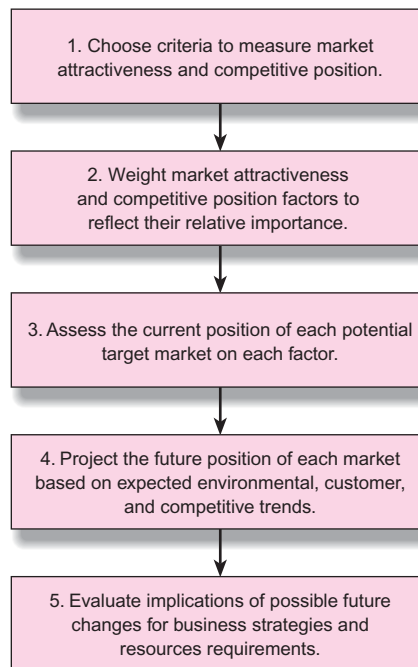 1. Choose criteria to measure market
attractiveness and competitive position.
2. Weight market attractiveness
and competitive position factors to
reflect their relative importance.
3. Assess the current position of each potential
target market on each factor.
4. Project the future position of each market
based on expected environmental, customer,
and competitive trends.
5. Evaluate implications of possible future
changes for business strategies and
resources requirements.